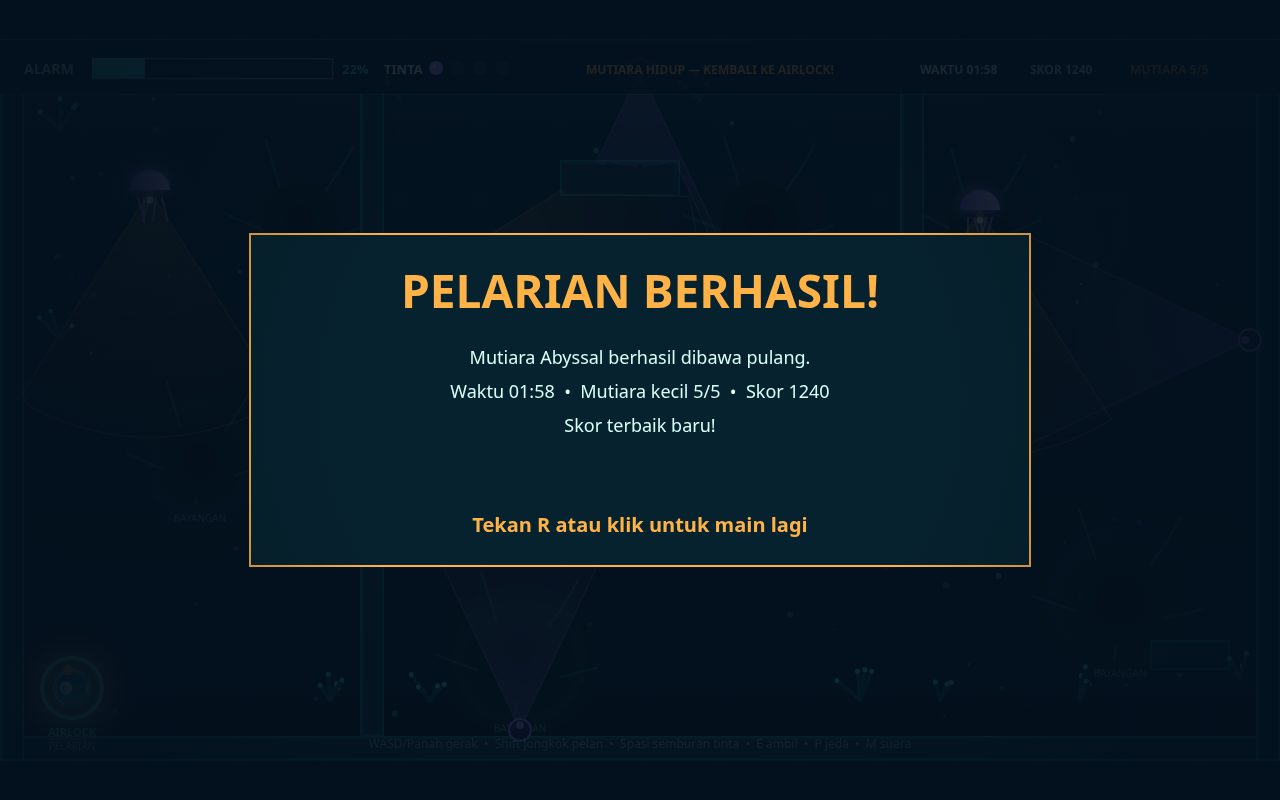 ALARM 22% TINTA MUTIARA HIDUP — KEMBALI KE AIRLOCK! WAKTU 01:58 SKOR 1240 MUTIARA 5/5
PELARIAN BERHASIL!
Mutiara Abyssal berhasil dibawa pulang.
Waktu 01:58 • Mutiara kecil 5/5 • Skor 1240
Skor terbaik baru!
BAYANGAN
Tekan R atau klik untuk main lagi
BAYANGAN
BAYANGAN
AIRLOCK
PELARIAN
WASD/Panah gerak • Shift jongkok pelan • Spasi semburan tinta • E ambil • P jeda • M suara